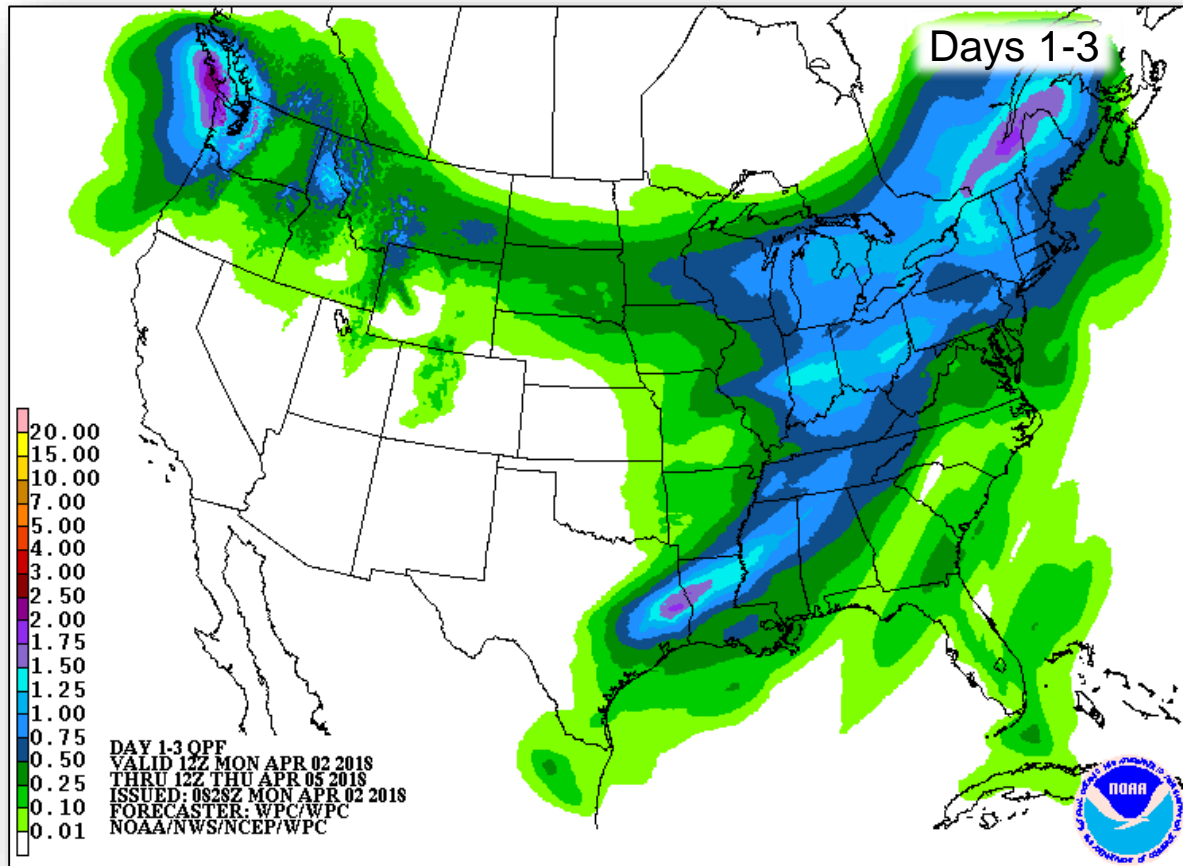 Days 1-3
20.00
15.00
10.00
7.00
5.00
4.00
3.00
2.50
2.00
1.75
1.50
1.25
1.00
0.75
0.50
0.25
0.10
0.01
DAY 1-3 QPF
VALID 12Z MON APR 02 2018
THRU 12Z THU APR 05 2018
ISSUED: 0828Z MON APR 02 2018
FORECASTER: WPC/WPC
NOAA/NWS/NCEP/WPC
NOAA